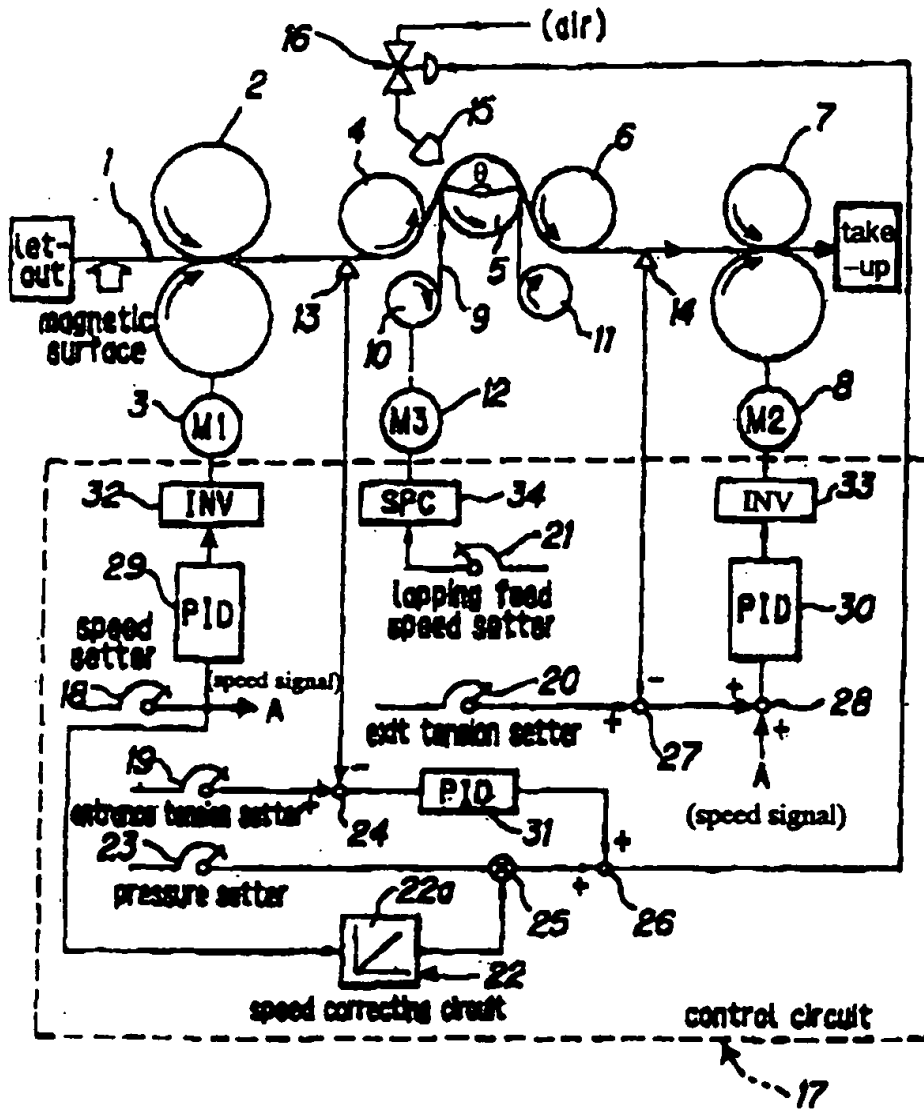 (air)
16
2
15
7
4
6
1
θ
let-
out
take
-up
5
13
9
14
magnetic
surface
10
11
3
M1
M3
12
M2
8
32
INV
SPC
34
INV
33
21
29
PID
lapping feed
speed setter
PID
30
speed
setter
(speed signal)
18
A
20
-
+
exit tension setter
+
27
+
28
19
-
A
PID
(speed signal)
entrance tension setter
+
24
31
+
23
pressure setter
22a
25
+
26
22
speed correcting circuit
control circuit
17